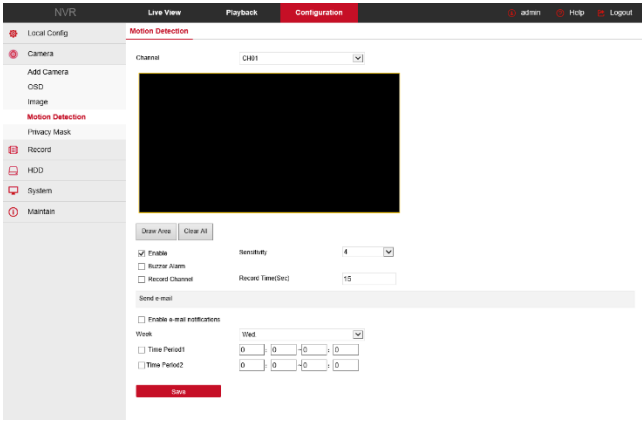 NVR Live View Playback Configuration admin Help Logout
Local Config
Camera
Add Camera
OSD
Image
Motion Detection
Privacy Mask
Record
HDD
System
Maintain
Motion Detection
Channel CH01
Draw Area Clear All
Enable Sensitivity 4
Buzzer Alarm
Record Channel Record Time(Sec) 15
Send e-mail
Enable e-mail notifications
Week Wed.
Time Period1 0 : 0 -0 : 0
Time Period2 0 : 0 -0 : 0
Save